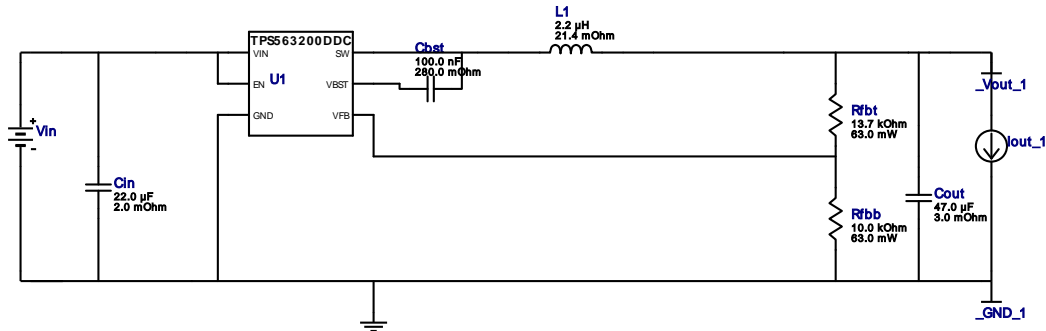 L1
2.2 µH
21.4 mOhm
TPS563200DDC
VIN
SW
Cbst
100.0 nF
280.0 mOhm
EN
U1
VBST
GND
VFB
+
Vin
-
Cin
22.0 µF
2.0 mOhm
Rfbt
13.7 kOhm
63.0 mW
_Vout_1
Iout_1
Rfbb
10.0 kOhm
63.0 mW
Cout
47.0 µF
3.0 mOhm
_GND_1